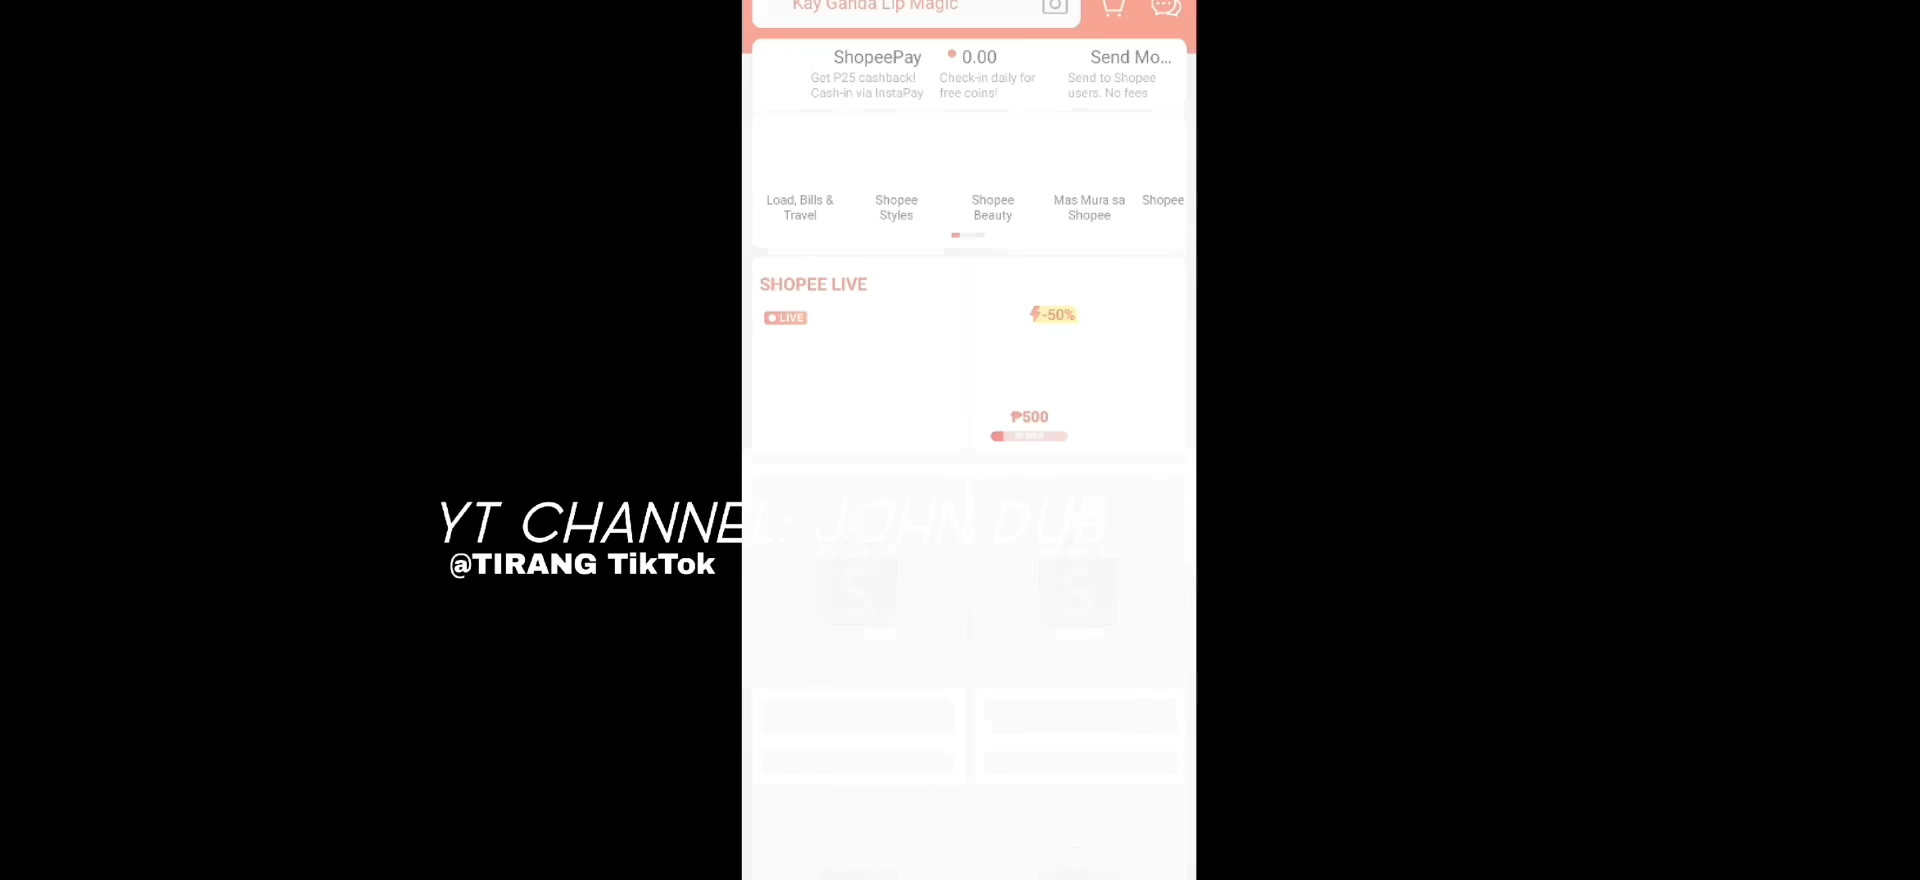 Kay Ganda Lip Magic
ShopeePay
Get P25 cashback!
Cash-in via InstaPay
0.00
Check-in daily for
free coins!
Send Mo...
Send to Shopee
users. No fees
Load, Bills &
Travel
Shopee
Styles
Shopee
Beauty
Mas Mura sa
Shopee
Shopee
SHOPEE LIVE
LIVE
-50%
₱500
YT CHANNEL: JOHN DUB
@TIRANG TikTok